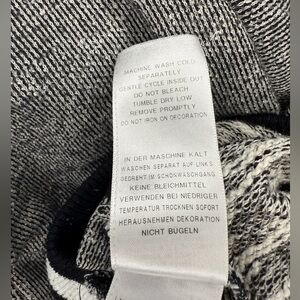 MACHINE WASH COLD
SEPARATELY
GENTLE CYCLE INSIDE OUT
DO NOT BLEACH
TUMBLE DRY LOW
REMOVE PROMPTLY
DO NOT IRON ON DECORATION
IN DER MASCHINE KALT
WASCHEN SEPARAT AUF LINKS
GEDREHT IM SCHONWASCHGANG
KEINE BLEICHMITTEL
VERWENDEN BEI NIEDRIGER
TEMPERATUR TROCKNEN SOFORT
HERAUSNEHMEN DEKORATION
NICHT BÜGELN